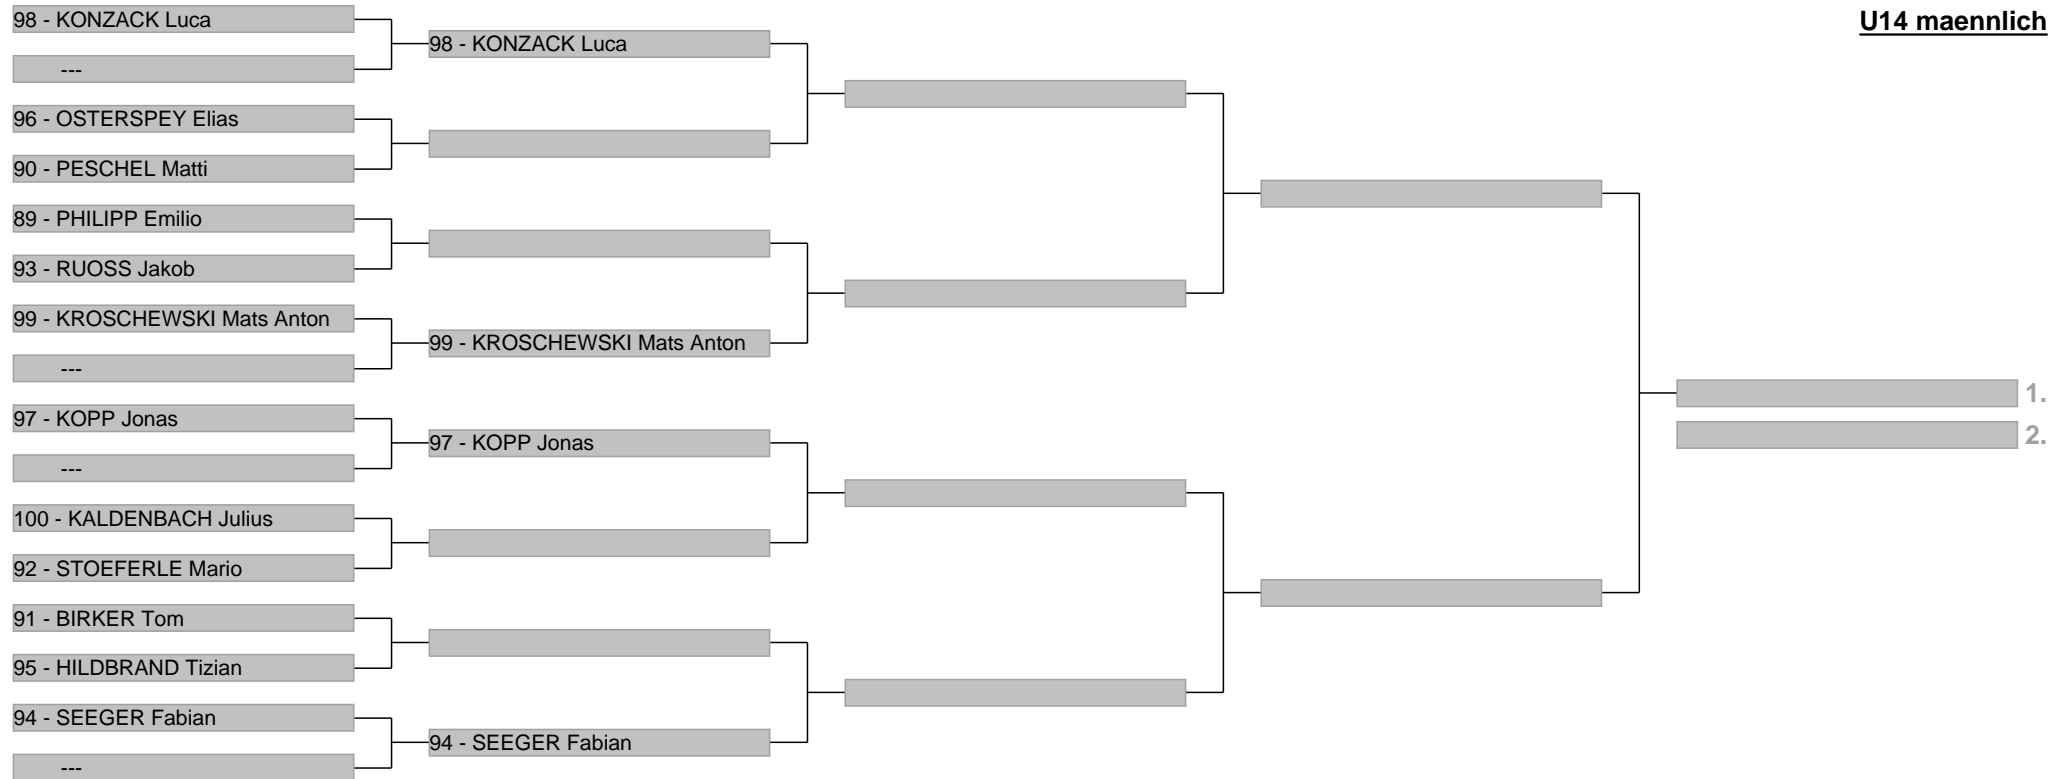 U14 maennlich
98 - KONZACK Luca
---
96 - OSTERSPEY Elias
90 - PESCHEL Matti
89 - PHILIPP Emilio
93 - RUOSS Jakob
99 - KROSCHEWSKI Mats Anton
---
97 - KOPP Jonas
---
100 - KALDENBACH Julius
92 - STOEFERLE Mario
91 - BIRKER Tom
95 - HILDBRAND Tizian
94 - SEEGER Fabian
---
98 - KONZACK Luca
99 - KROSCHEWSKI Mats Anton
97 - KOPP Jonas
94 - SEEGER Fabian
1.
2.